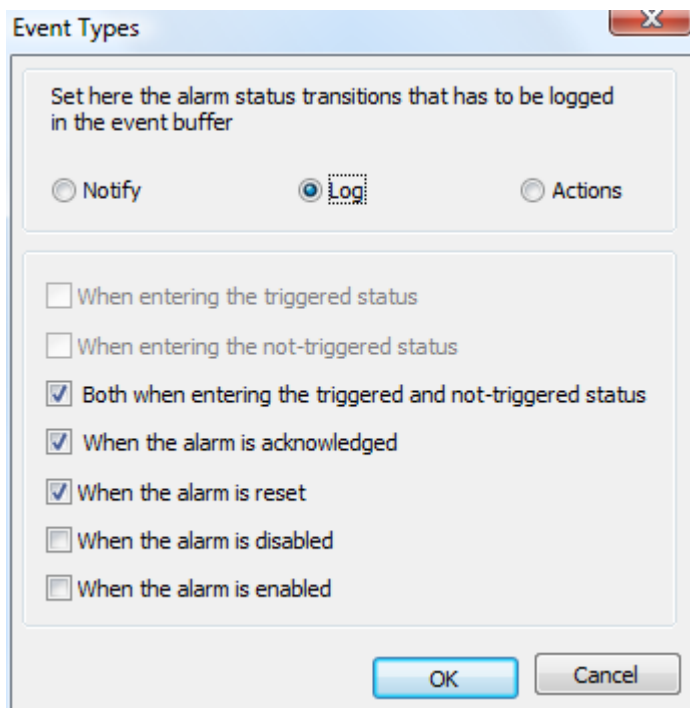 Event Types
Set here the alarm status transitions that has to be logged
in the event buffer
Notify
Log
Actions
When entering the triggered status
When entering the not-triggered status
Both when entering the triggered and not-triggered status
When the alarm is acknowledged
When the alarm is reset
When the alarm is disabled
When the alarm is enabled
OK
Cancel